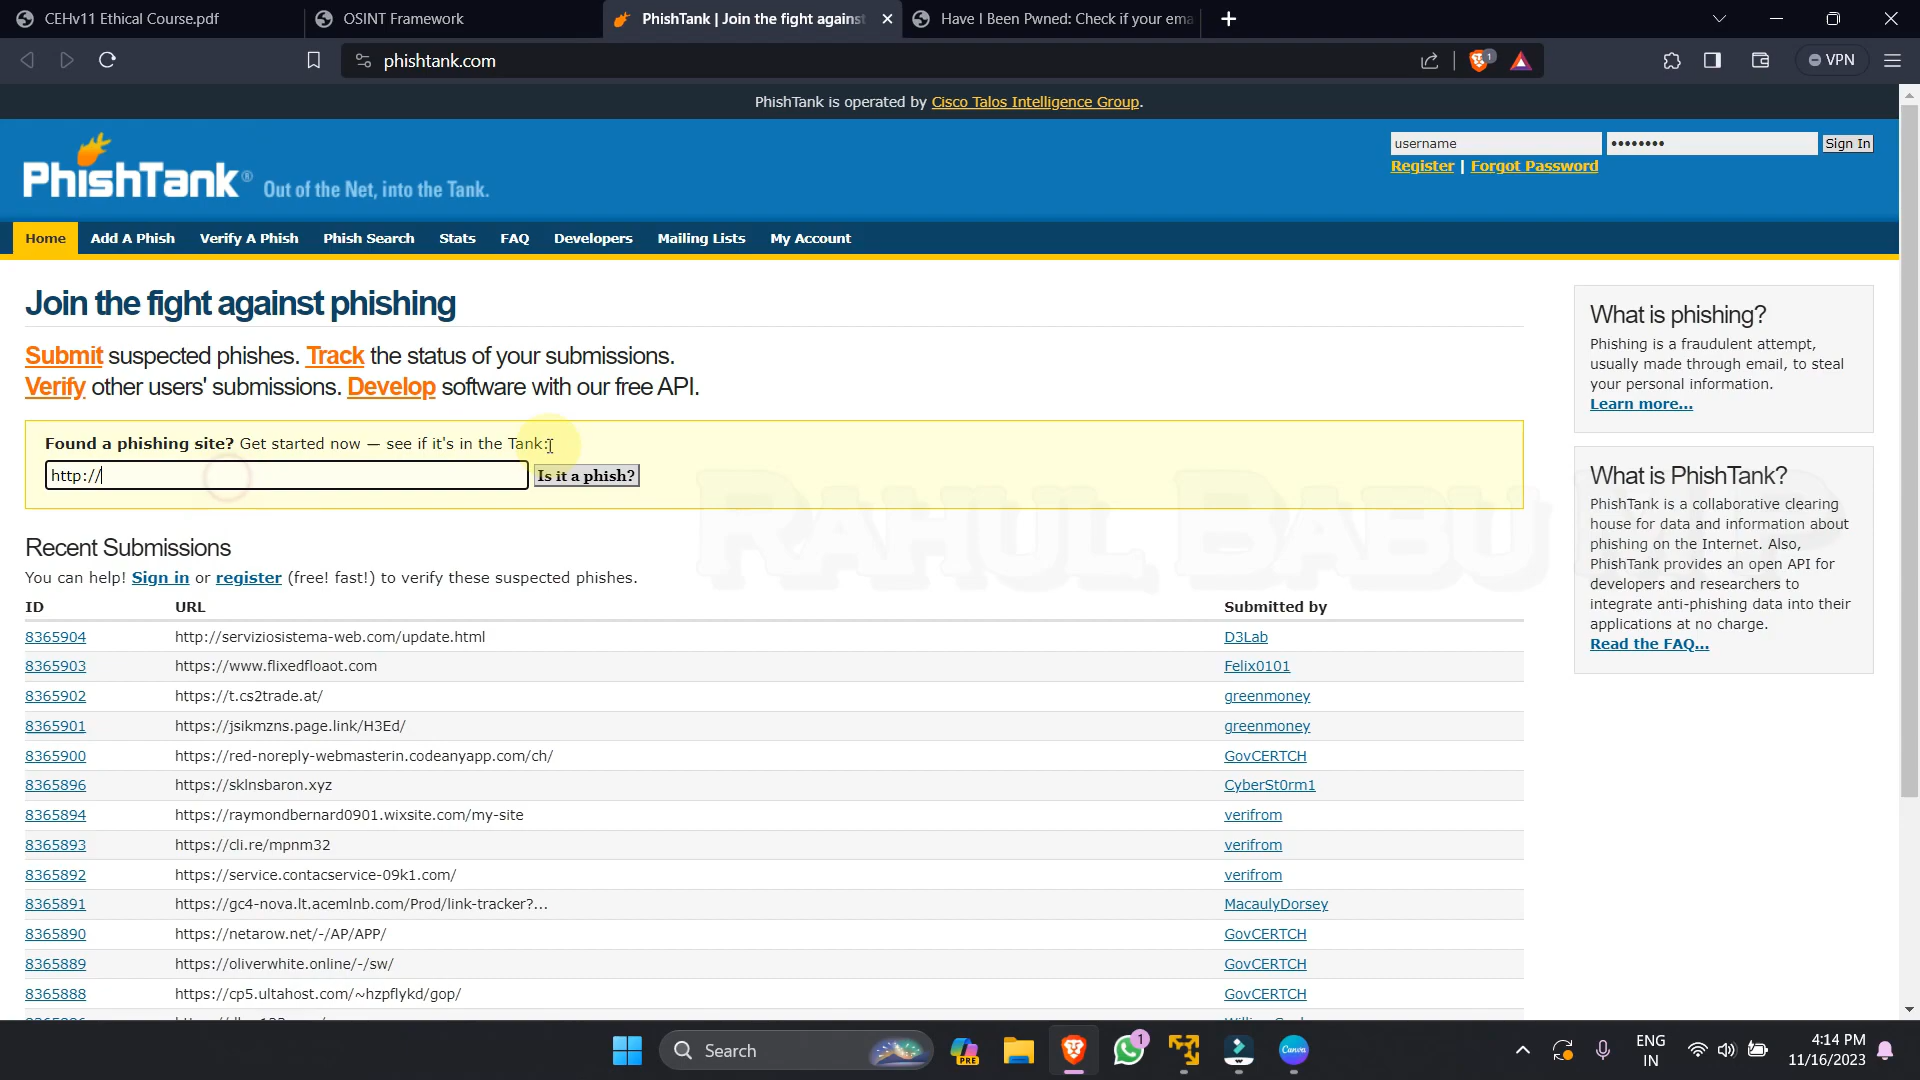 CEHv11 Ethical Course.pdf
OSINT Framework
PhishTank | Join the fight against
Have I Been Pwned: Check if your ema
phishtank.com
1
VPN
PhishTank is operated by Cisco Talos Intelligence Group.
PhishTank® Out of the Net, into the Tank.
username
••••••••
Sign In
Register | Forgot Password
Home
Add A Phish
Verify A Phish
Phish Search
Stats
FAQ
Developers
Mailing Lists
My Account
Join the fight against phishing
Submit suspected phishes. Track the status of your submissions.
Verify other users' submissions. Develop software with our free API.
Found a phishing site? Get started now — see if it's in the Tank:
http://
Is it a phish?
Recent Submissions
You can help! Sign in or register (free! fast!) to verify these suspected phishes.
ID URL Submitted by
8365904 http://serviziosistema-web.com/update.html D3Lab
8365903 https://www.flixedfloaot.com Felix0101
8365902 https://t.cs2trade.at/ greenmoney
8365901 https://jsikmzns.page.link/H3Ed/ greenmoney
8365900 https://red-noreply-webmasterin.codeanyapp.com/ch/ GovCERTCH
8365896 https://sklnsbaron.xyz CyberSt0rm1
8365894 https://raymondbernard0901.wixsite.com/my-site verifrom
8365893 https://cli.re/mpnm32 verifrom
8365892 https://service.contacservice-09k1.com/ verifrom
8365891 https://gc4-nova.lt.acemlnb.com/Prod/link-tracker?... MacaulyDorsey
8365890 https://netarow.net/-/AP/APP/ GovCERTCH
8365889 https://oliverwhite.online/-/sw/ GovCERTCH
8365888 https://cp5.ultahost.com/~hzpflykd/gop/ GovCERTCH
What is phishing?
Phishing is a fraudulent attempt,
usually made through email, to steal
your personal information.
Learn more...
What is PhishTank?
PhishTank is a collaborative clearing
house for data and information about
phishing on the Internet. Also,
PhishTank provides an open API for
developers and researchers to
integrate anti-phishing data into their
applications at no charge.
Read the FAQ...
RAHUL BABU
Search
PRE
1
Canva
ENG
IN
4:14 PM
11/16/2023